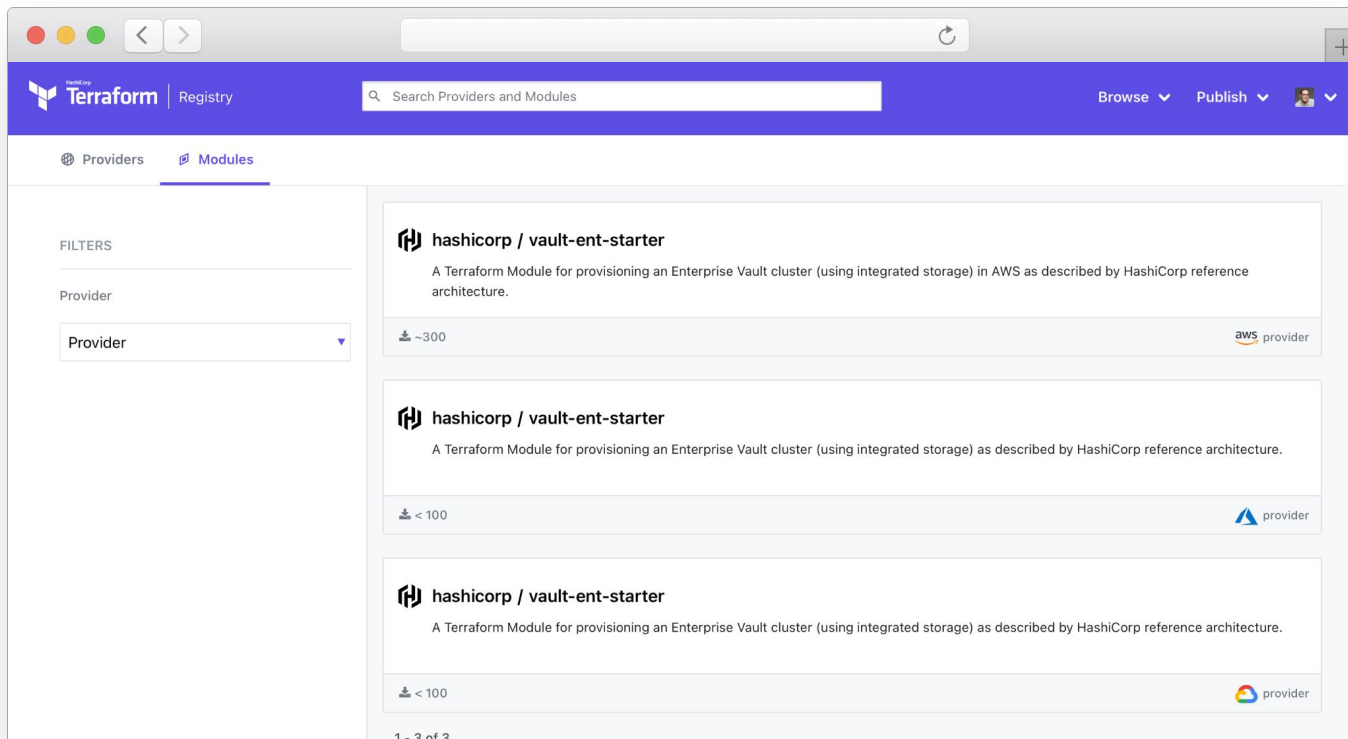 HashiCorp
Terraform
Registry
Search Providers and Modules
Browse
Publish
Providers
Modules
FILTERS
Provider
Provider
hashicorp / vault-ent-starter
A Terraform Module for provisioning an Enterprise Vault cluster (using integrated storage) in AWS as described by HashiCorp reference
architecture.
~300
aws provider
hashicorp / vault-ent-starter
A Terraform Module for provisioning an Enterprise Vault cluster (using integrated storage) as described by HashiCorp reference architecture.
< 100
provider
hashicorp / vault-ent-starter
A Terraform Module for provisioning an Enterprise Vault cluster (using integrated storage) as described by HashiCorp reference architecture.
< 100
provider
1 - 3 of 3